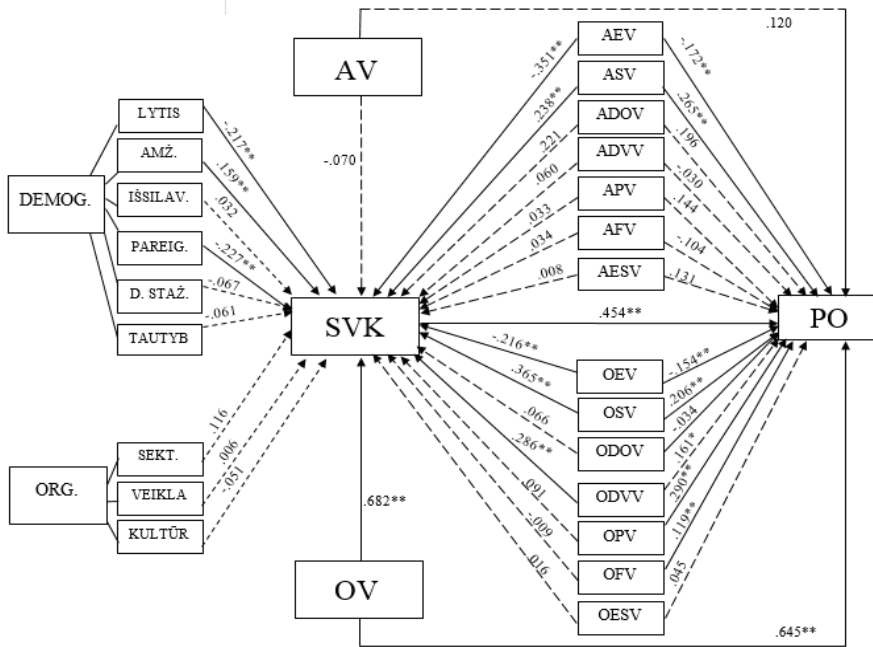 AV
.120
AEV
-.351**
-.172**
ASV
.238**
.265**
ADOV
.221
.196
ADVV
.060
-.030
APV
.033
.144
AFV
.034
-.104
AESV
.008
.131
-.070
DEMOG.
LYTIS
-.217**
AMŽ.
.159**
IŠSILAV.
.032
PAREIG.
-.227**
D. STAŽ.
-.067
TAUTYB
-.061
SVK
.454**
PO
OEV
-.216**
-.154**
OSV
.365**
.206**
ODOV
.066
-.034
ODVV
.286**
.161*
OPV
.091
.290**
OFV
-.009
.119**
OESV
.016
.045
ORG.
SEKT.
.116
VEIKLA
.006
KULTŪR
-.051
.682**
OV
.645**